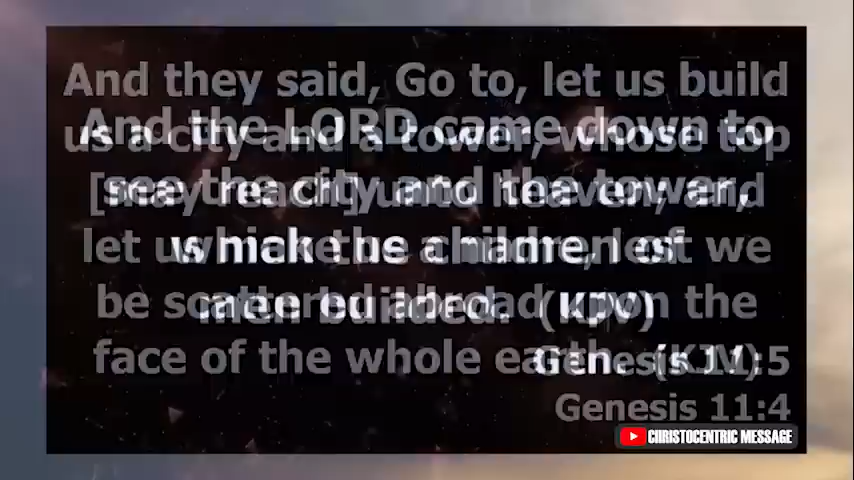 And they said, Go to, let us build
us a city and a tower, whose top
[may reach] unto heaven; and
let us make us a name, lest we
be scattered abroad upon the
face of the whole earth. (KJV)
Genesis 11:4
And the LORD came down to
see the city and the tower,
which the children of
men builded. (KJV)
Genesis 11:5
CHRISTOCENTRIC MESSAGE